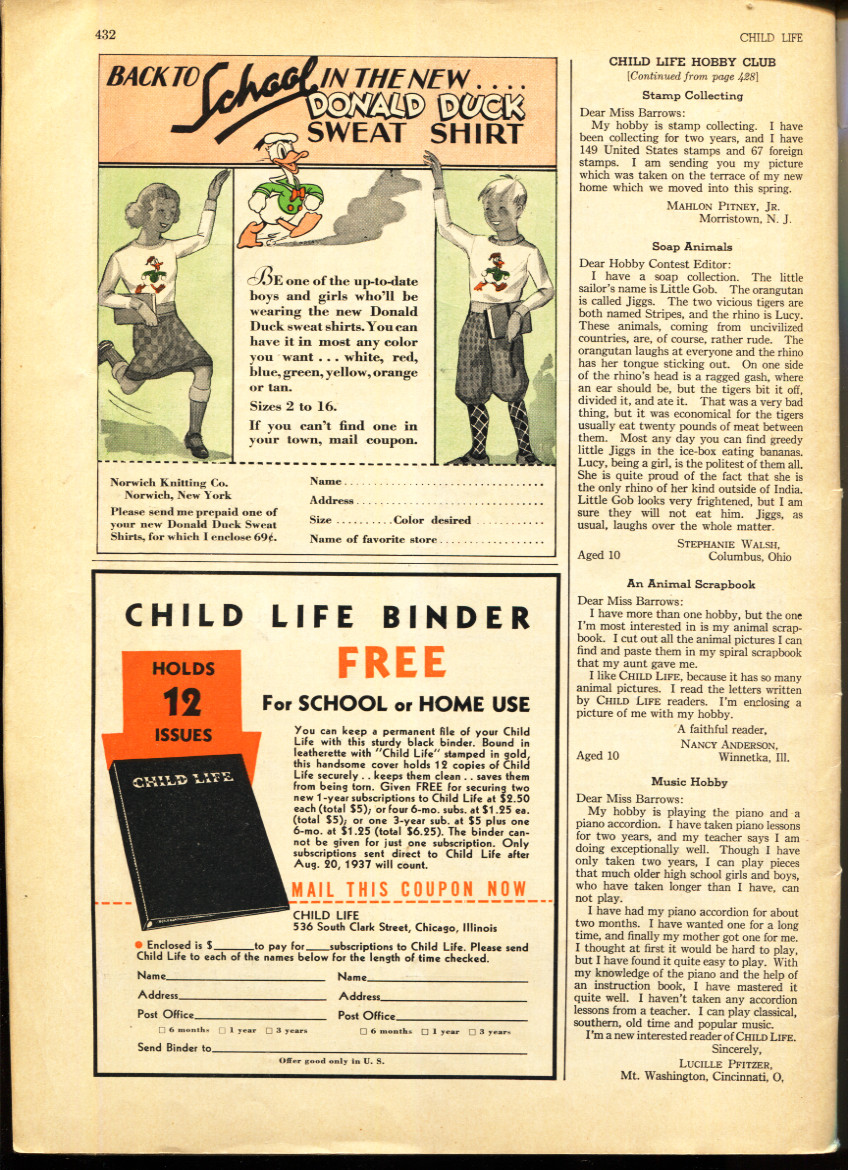 432
CHILD LIFE
BACK TO School IN THE NEW ....
DONALD DUCK
SWEAT SHIRT
BE one of the up-to-date
boys and girls who'll be
wearing the new Donald
Duck sweat shirts. You can
have it in most any color
you want ... white, red,
blue, green, yellow, orange
or tan.
Sizes 2 to 16.
If you can't find one in
your town, mail coupon.
Norwich Knitting Co.
Norwich, New York
Please send me prepaid one of
your new Donald Duck Sweat
Shirts, for which I enclose 69¢.
Name
Address
Size .......... Color desired ...........
Name of favorite store
CHILD LIFE BINDER
FREE
For SCHOOL or HOME USE
HOLDS
12
ISSUES
CHILD LIFE
You can keep a permanent file of your Child
Life with this sturdy black binder. Bound in
leatherette with "Child Life" stamped in gold,
this handsome cover holds 12 copies of Child
Life securely . . keeps them clean . . saves them
from being torn. Given FREE for securing two
new 1-year subscriptions to Child Life at $2.50
each (total $5); or four 6-mo. subs. at $1.25 ea.
(total $5); or one 3-year sub. at $5 plus one
6-mo. at $1.25 (total $6.25). The binder can-
not be given for just one subscription. Only
subscriptions sent direct to Child Life after
Aug. 20, 1937 will count.
MAIL THIS COUPON NOW
CHILD LIFE
536 South Clark Street, Chicago, Illinois
Enclosed is $______to pay for____subscriptions to Child Life. Please send
Child Life to each of the names below for the length of time checked.
Name Name
Address Address
Post Office Post Office
□ 6 months □ 1 year □ 3 years □ 6 months □ 1 year □ 3 years
Send Binder to
Offer good only in U. S.
CHILD LIFE HOBBY CLUB
[Continued from page 428]
Stamp Collecting
Dear Miss Barrows:
My hobby is stamp collecting. I have
been collecting for two years, and I have
149 United States stamps and 67 foreign
stamps. I am sending you my picture
which was taken on the terrace of my new
home which we moved into this spring.
MAHLON PITNEY, JR.
Morristown, N. J.
Soap Animals
Dear Hobby Contest Editor:
I have a soap collection. The little
sailor's name is Little Gob. The orangutan
is called Jiggs. The two vicious tigers are
both named Stripes, and the rhino is Lucy.
These animals, coming from uncivilized
countries, are, of course, rather rude. The
orangutan laughs at everyone and the rhino
has her tongue sticking out. On one side
of the rhino's head is a ragged gash, where
an ear should be, but the tigers bit it off,
divided it, and ate it. That was a very bad
thing, but it was economical for the tigers
usually eat twenty pounds of meat between
them. Most any day you can find greedy
little Jiggs in the ice-box eating bananas.
Lucy, being a girl, is the politest of them all.
She is quite proud of the fact that she is
the only rhino of her kind outside of India.
Little Gob looks very frightened, but I am
sure they will not eat him. Jiggs, as
usual, laughs over the whole matter.
STEPHANIE WALSH,
Aged 10 Columbus, Ohio
An Animal Scrapbook
Dear Miss Barrows:
I have more than one hobby, but the one
I'm most interested in is my animal scrap-
book. I cut out all the animal pictures I can
find and paste them in my spiral scrapbook
that my aunt gave me.
I like CHILD LIFE, because it has so many
animal pictures. I read the letters written
by CHILD LIFE readers. I'm enclosing a
picture of me with my hobby.
A faithful reader,
NANCY ANDERSON,
Aged 10 Winnetka, Ill.
Music Hobby
Dear Miss Barrows:
My hobby is playing the piano and a
piano accordion. I have taken piano lessons
for two years, and my teacher says I am
doing exceptionally well. Though I have
only taken two years, I can play pieces
that much older high school girls and boys,
who have taken longer than I have, can
not play.
I have had my piano accordion for about
two months. I have wanted one for a long
time, and finally my mother got one for me.
I thought at first it would be hard to play,
but I have found it quite easy to play. With
my knowledge of the piano and the help of
an instruction book, I have mastered it
quite well. I haven't taken any accordion
lessons from a teacher. I can play classical,
southern, old time and popular music.
I'm a new interested reader of CHILD LIFE.
Sincerely,
LUCILLE PFITZER,
Mt. Washington, Cincinnati, O,